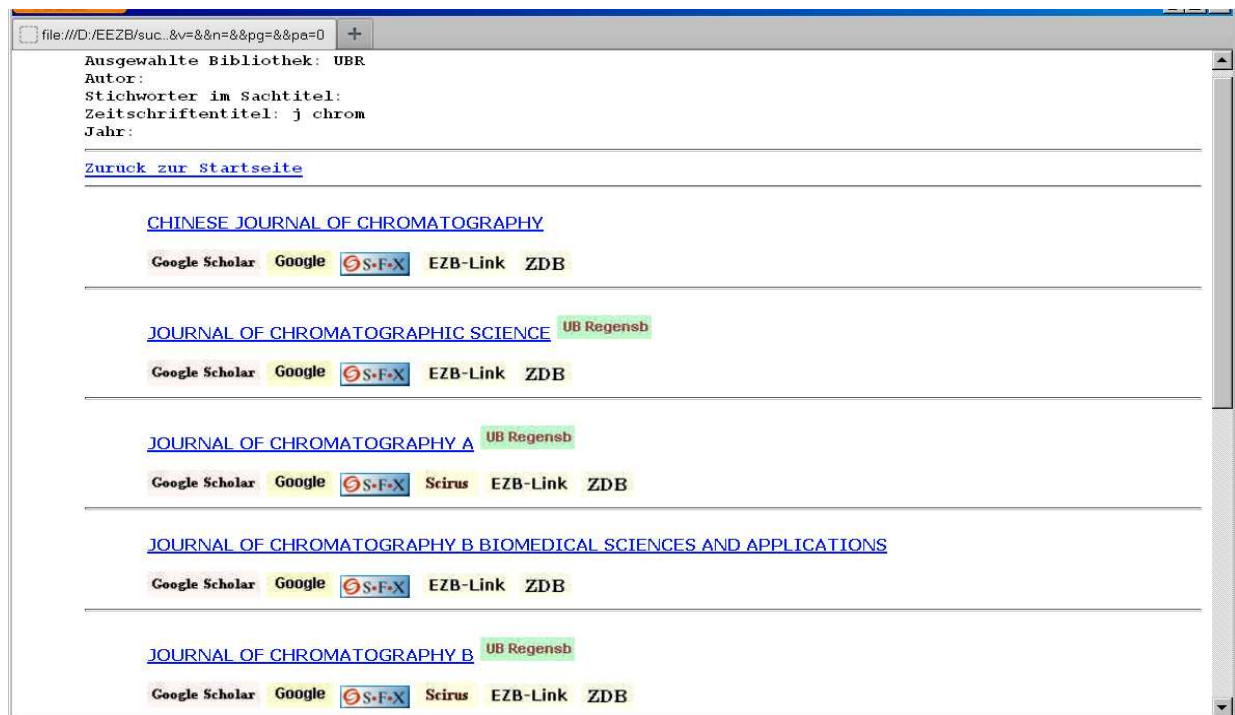 file:///D:/EEZB/suc...&v=&&n=&&pg=&&pa=0 +
Ausgewahlte Bibliothek: UBR
Autor:
Stichworter im Sachtitel:
Zeitschriftentitel: j chrom
Jahr:
Zuruck zur Startseite
CHINESE JOURNAL OF CHROMATOGRAPHY
Google Scholar Google S•F•X EZB-Link ZDB
JOURNAL OF CHROMATOGRAPHIC SCIENCE UB Regensb
Google Scholar Google S•F•X EZB-Link ZDB
JOURNAL OF CHROMATOGRAPHY A UB Regensb
Google Scholar Google S•F•X Scirus EZB-Link ZDB
JOURNAL OF CHROMATOGRAPHY B BIOMEDICAL SCIENCES AND APPLICATIONS
Google Scholar Google S•F•X EZB-Link ZDB
JOURNAL OF CHROMATOGRAPHY B UB Regensb
Google Scholar Google S•F•X Scirus EZB-Link ZDB